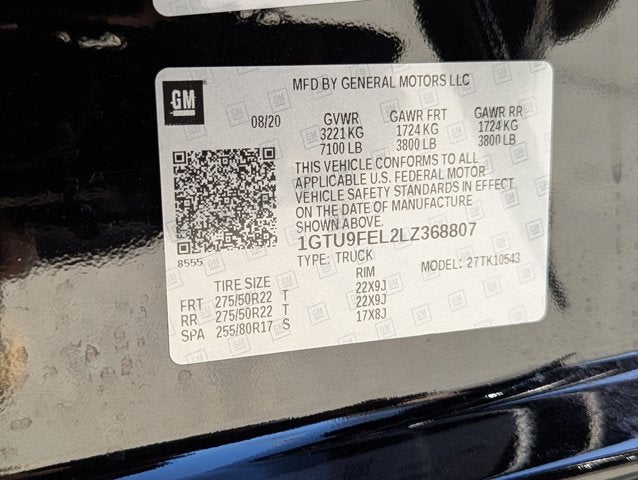 GM
MFD BY GENERAL MOTORS LLC
08/20 GVWR GAWR FRT GAWR RR
3221 KG 1724 KG 1724 KG
7100 LB 3800 LB 3800 LB
THIS VEHICLE CONFORMS TO ALL
APPLICABLE U.S. FEDERAL MOTOR
VEHICLE SAFETY STANDARDS IN EFFECT
ON THE DATE OF MANUFACTURE
SHOWN ABOVE.
8555 1GTU9FEL2LZ368807
TYPE: TRUCK MODEL: 27TK10543
TIRE SIZE RIM
FRT 275/50R22 T 22X9J
RR 275/50R22 T 22X9J
SPA 255/80R17 S 17X8J